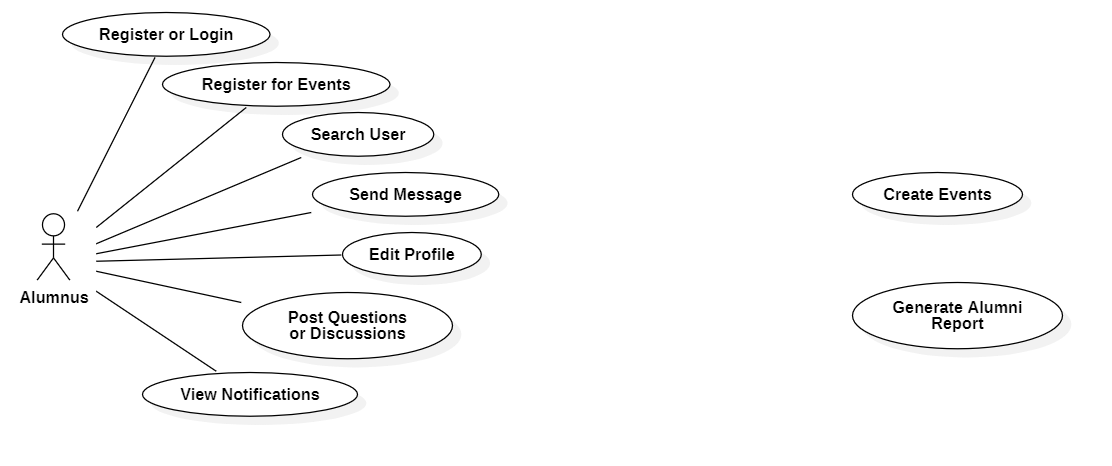 Register or Login
Register for Events
Search User
Send Message
Create Events
Edit Profile
Alumnus
Post Questions
or Discussions
Generate Alumni
Report
View Notifications